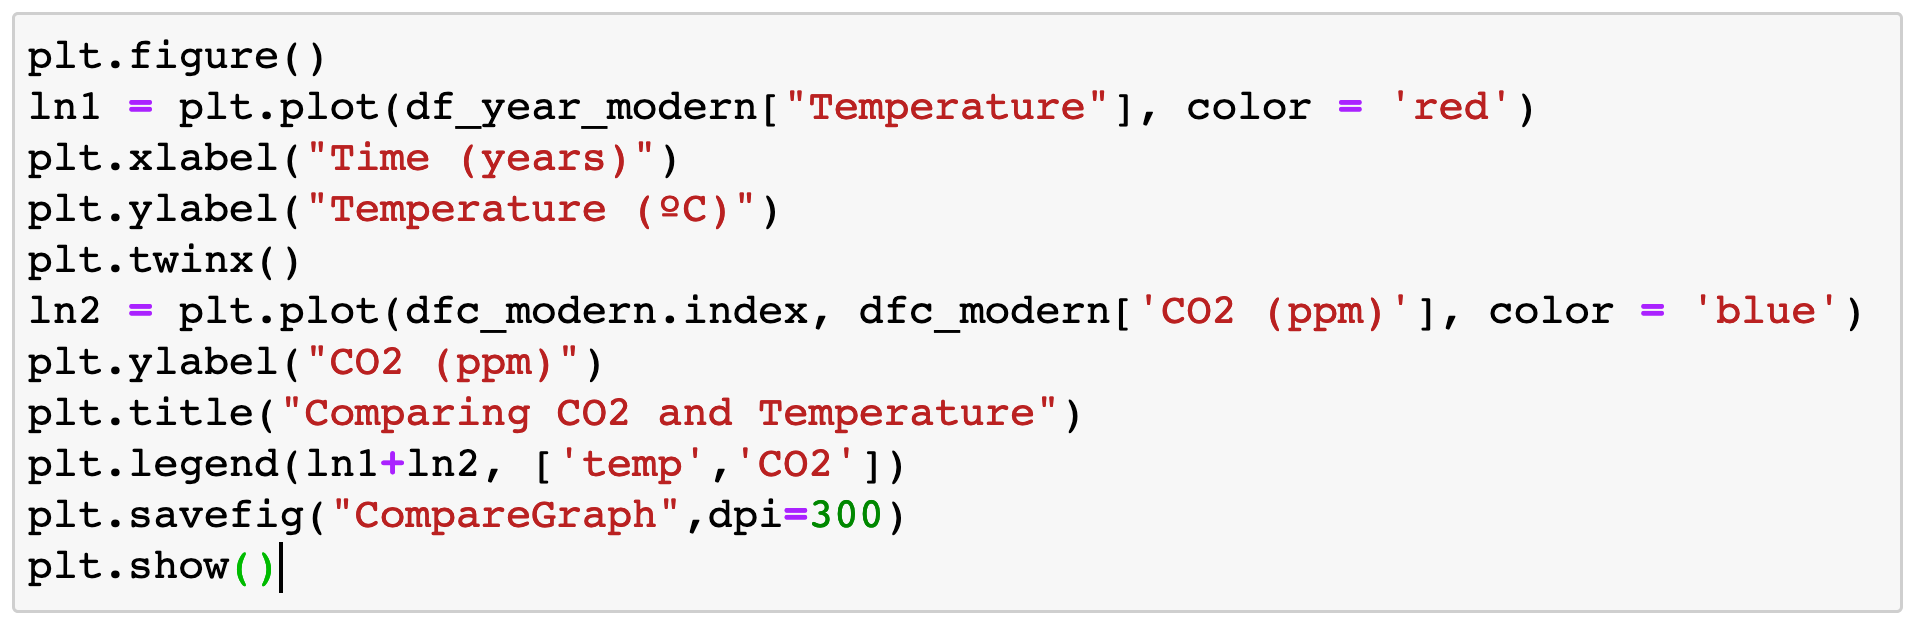 plt.figure()
ln1 = plt.plot(df_year_modern["Temperature"], color = 'red')
plt.xlabel("Time (years)")
plt.ylabel("Temperature (ºC)")
plt.twinx()
ln2 = plt.plot(dfc_modern.index, dfc_modern['CO2 (ppm)'], color = 'blue')
plt.ylabel("CO2 (ppm)")
plt.title("Comparing CO2 and Temperature")
plt.legend(ln1+ln2, ['temp','CO2'])
plt.savefig("CompareGraph",dpi=300)
plt.show()